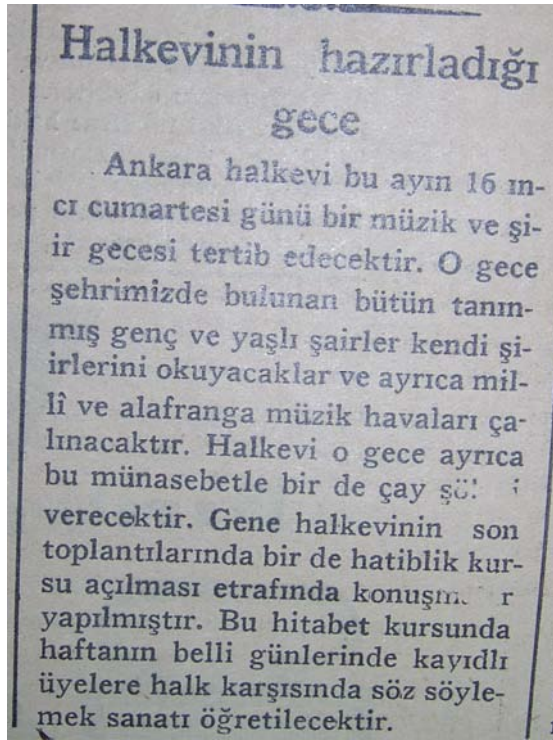 Halkevinin hazırladığı
gece
Ankara halkevi bu ayın 16 ın-
cı cumartesi günü bir müzik ve şi-
ir gecesi tertib edecektir. O gece
şehrimizde bulunan bütün tanın-
mış genç ve yaşlı şairler kendi şi-
irlerini okuyacaklar ve ayrıca mil-
lî ve alafranga müzik havaları ça-
lınacaktır. Halkevi o gece ayrıca
bu münasebetle bir de çay
verecektir. Gene halkevinin son
toplantılarında bir de hatiblik kur-
su açılması etrafında
yapılmıştır. Bu hitabet kursunda
haftanın belli günlerinde kayıdlı
üyelere halk karşısında söz söyle-
mek sanatı öğretilecektir.